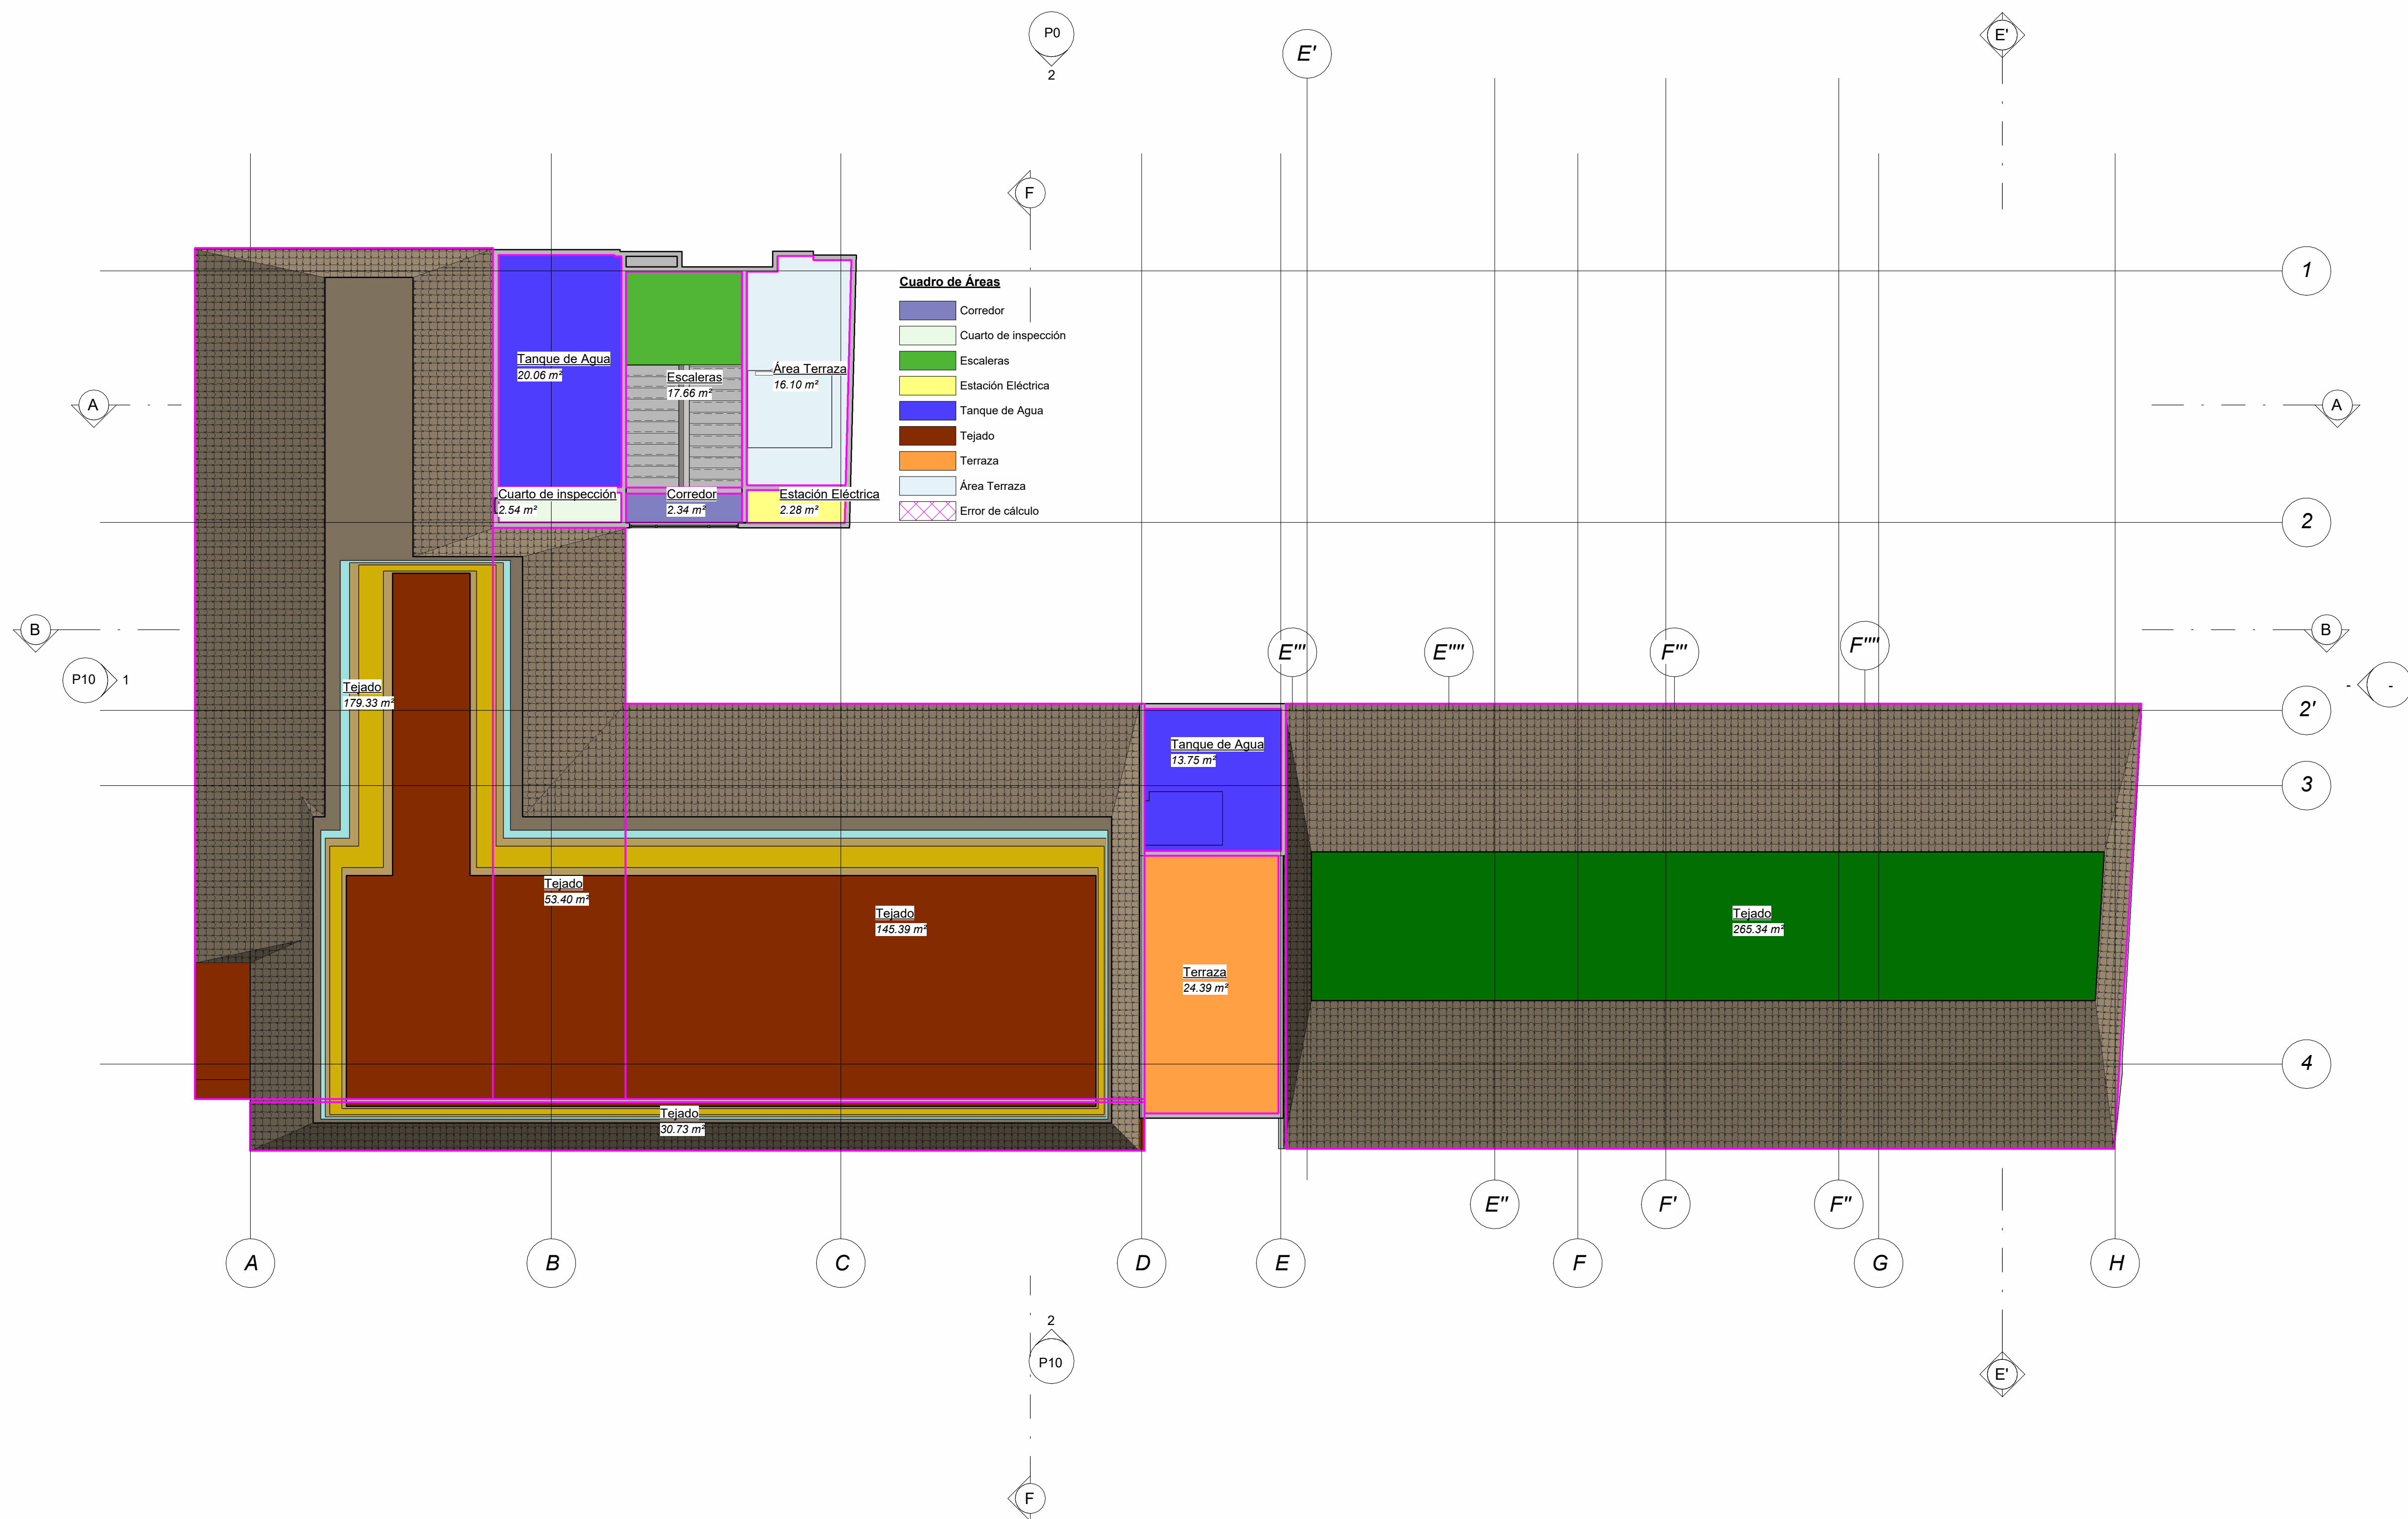 P0
2
E'
E'
F
1
Cuadro de Áreas
Corredor
Cuarto de inspección
Escaleras
Estación Eléctrica
Tanque de Agua
Tejado
Terraza
Área Terraza
Error de cálculo
Tanque de Agua
20.06 m²
Escaleras
17.66 m²
Área Terraza
16.10 m²
A
A
Cuarto de inspección
2.54 m²
Corredor
2.34 m²
Estación Eléctrica
2.28 m²
2
B
B
E'''
E''''
F'''
F''''
P10
1
-
-
Tejado
179.33 m²
2'
Tanque de Agua
13.75 m²
3
Tejado
53.40 m²
Tejado
145.39 m²
Tejado
265.34 m²
Terraza
24.39 m²
4
Tejado
30.73 m²
E''
F'
F''
A
B
C
D
E
F
G
H
2
P10
E'
F